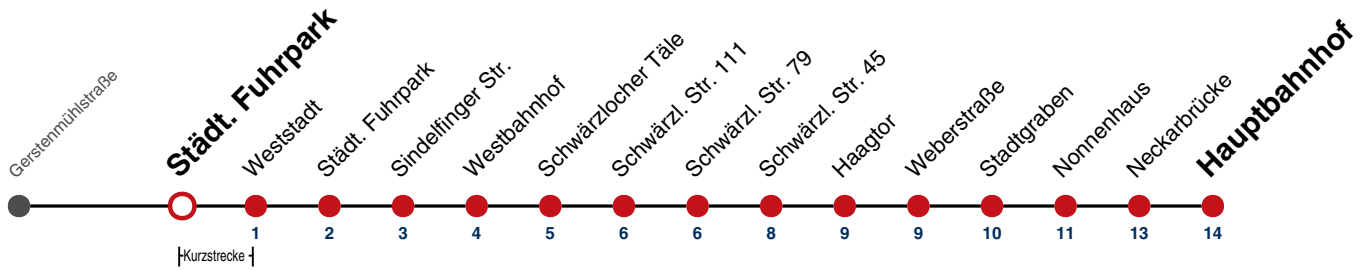 Gerstenmühlstraße
Städt. Fuhrpark
Weststadt
Städt. Fuhrpark
Sindelfinger Str.
Westbahnhof
Schwärzlocher Täle
Schwärzl. Str. 111
Schwärzl. Str. 79
Schwärzl. Str. 45
Haagtor
Weberstraße
Stadtgraben
Nonnenhaus
Neckarbrücke
Hauptbahnhof
1 2 3 4 5 6 6 8 9 9 10 11 13 14
Kurzstrecke